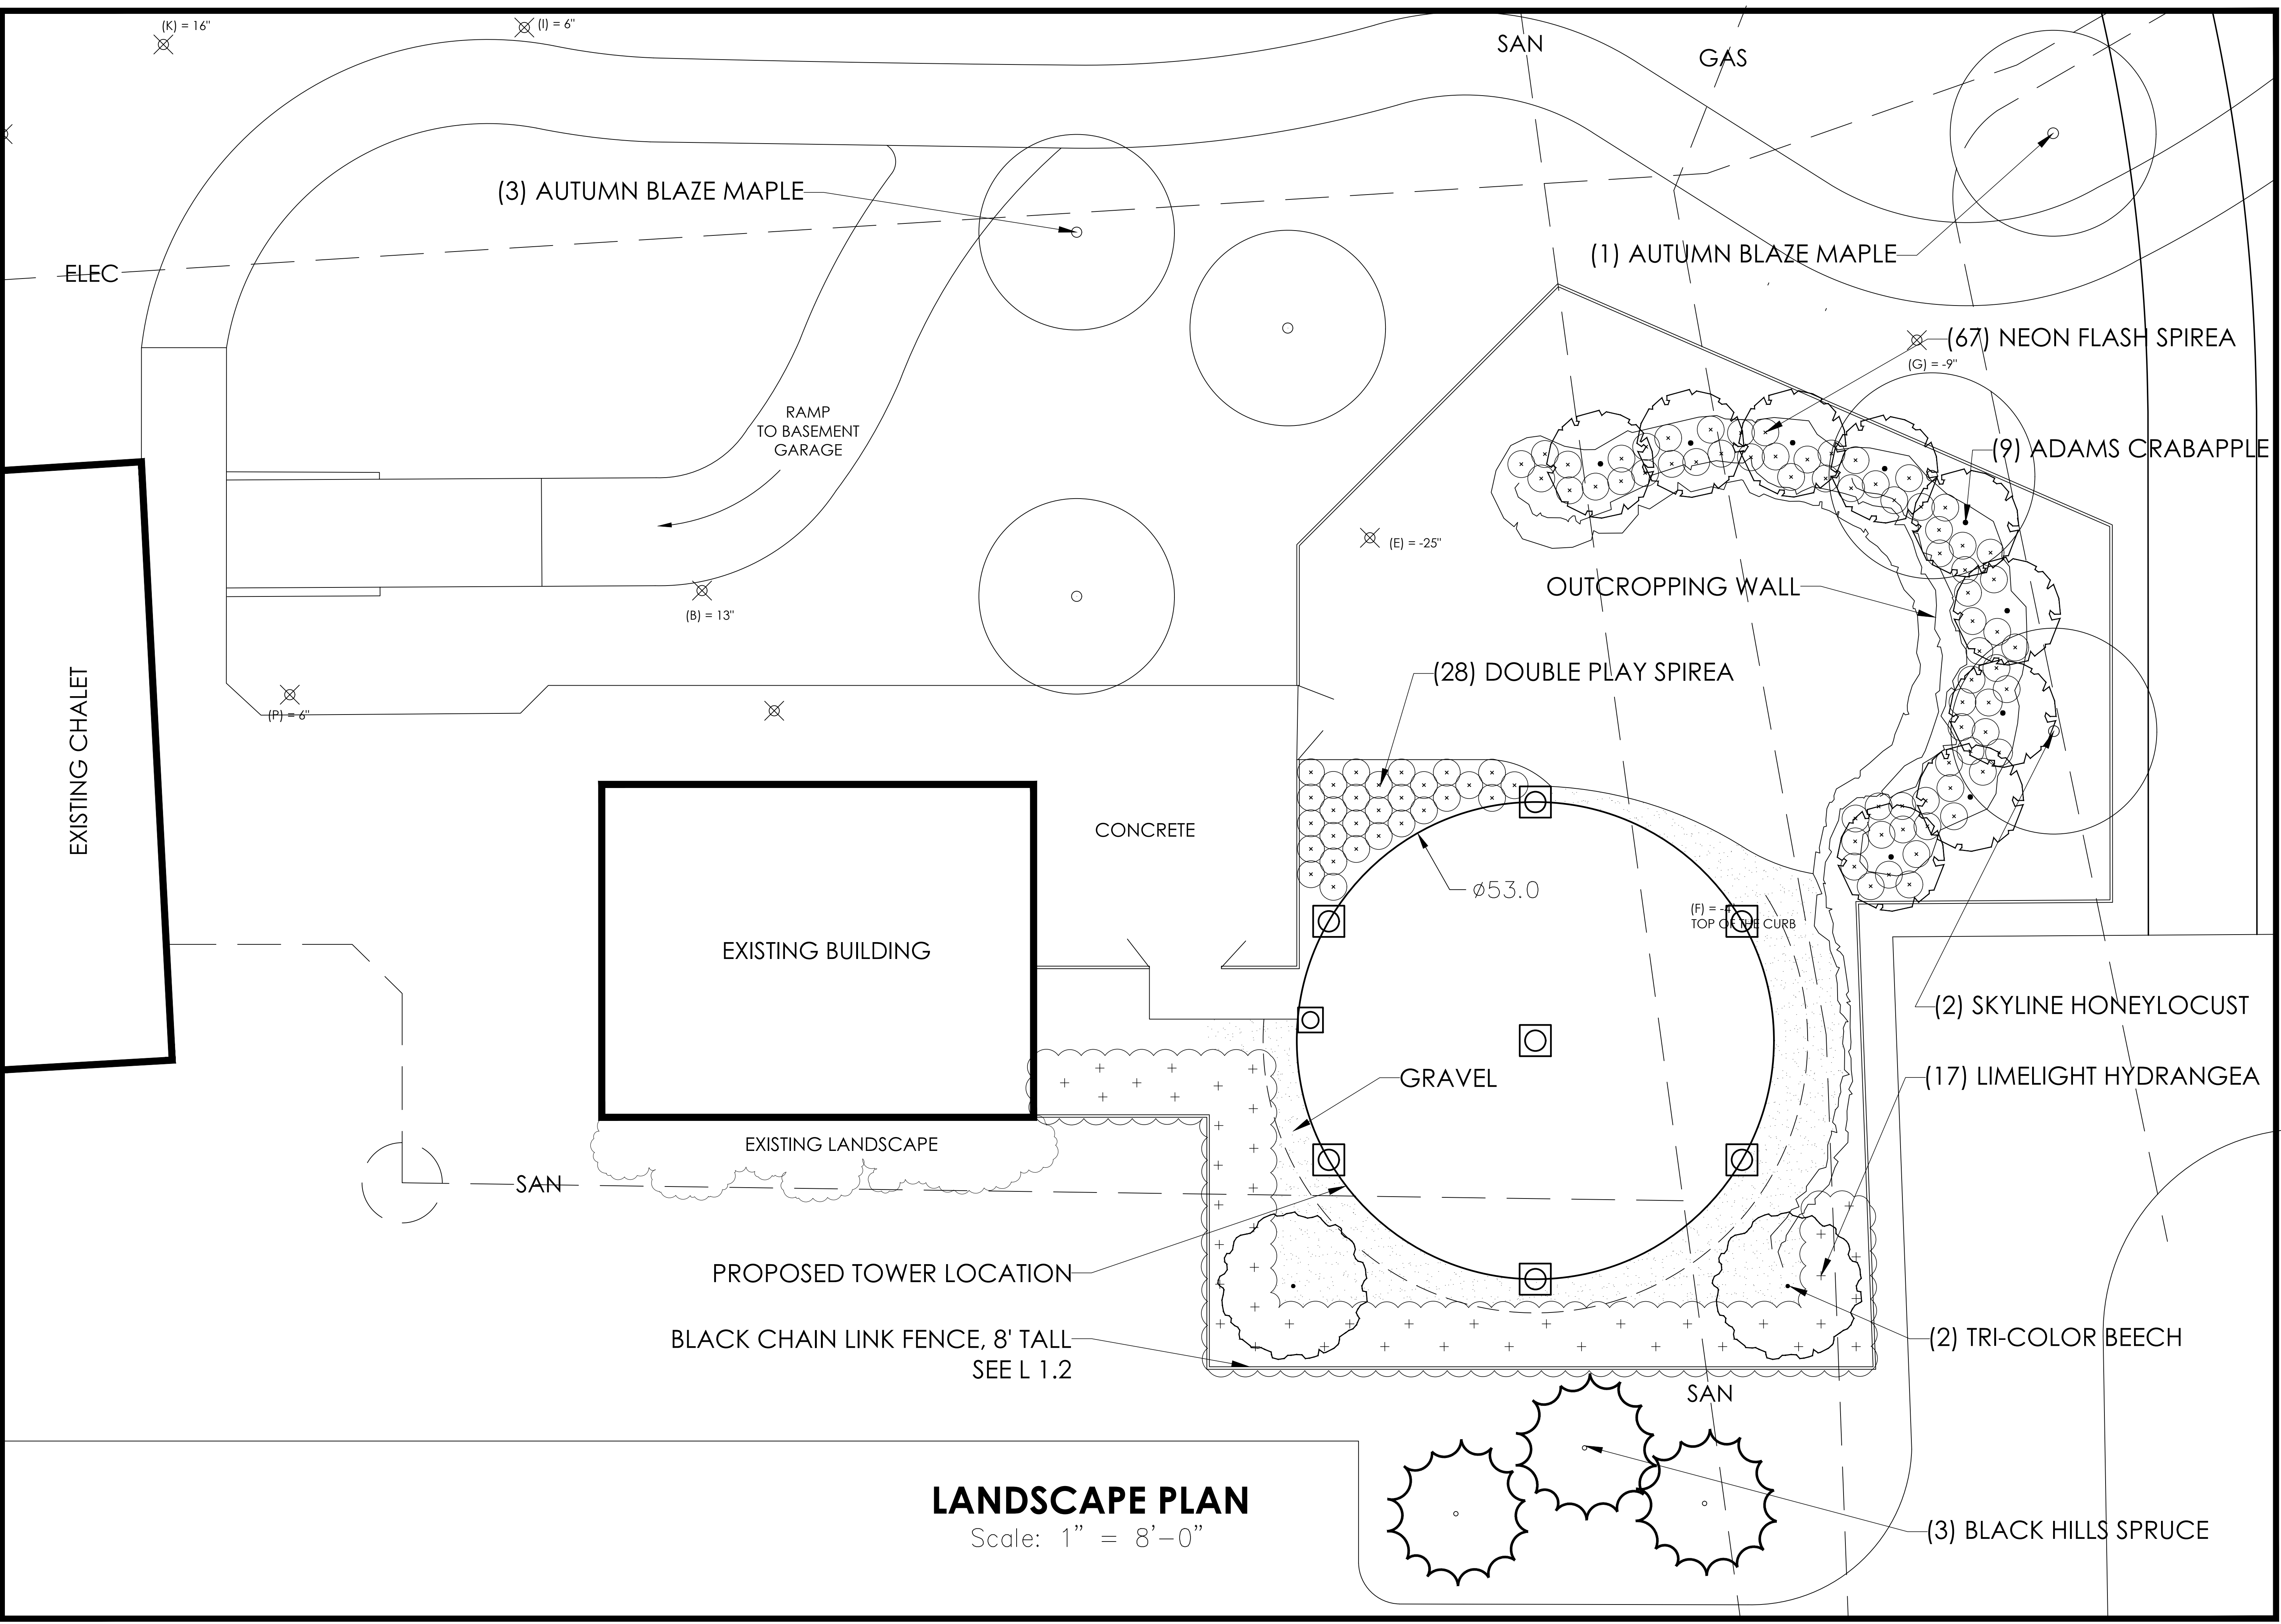 (K) = 16"
(I) = 6"
SAN
GAS
(3) AUTUMN BLAZE MAPLE
(1) AUTUMN BLAZE MAPLE
ELEC
(67) NEON FLASH SPIREA
(G) = -9"
RAMP
TO BASEMENT
GARAGE
(9) ADAMS CRABAPPLE
(E) = -25"
OUTCROPPING WALL
(B) = 13"
(28) DOUBLE PLAY SPIREA
(P) = 6"
EXISTING CHALET
CONCRETE
ø53.0
(F) = -4"
TOP OF THE CURB
EXISTING BUILDING
(2) SKYLINE HONEYLOCUST
GRAVEL
(17) LIMELIGHT HYDRANGEA
EXISTING LANDSCAPE
SAN
PROPOSED TOWER LOCATION
BLACK CHAIN LINK FENCE, 8' TALL
SEE L 1.2
(2) TRI-COLOR BEECH
SAN
LANDSCAPE PLAN
Scale: 1" = 8'-0"
(3) BLACK HILLS SPRUCE